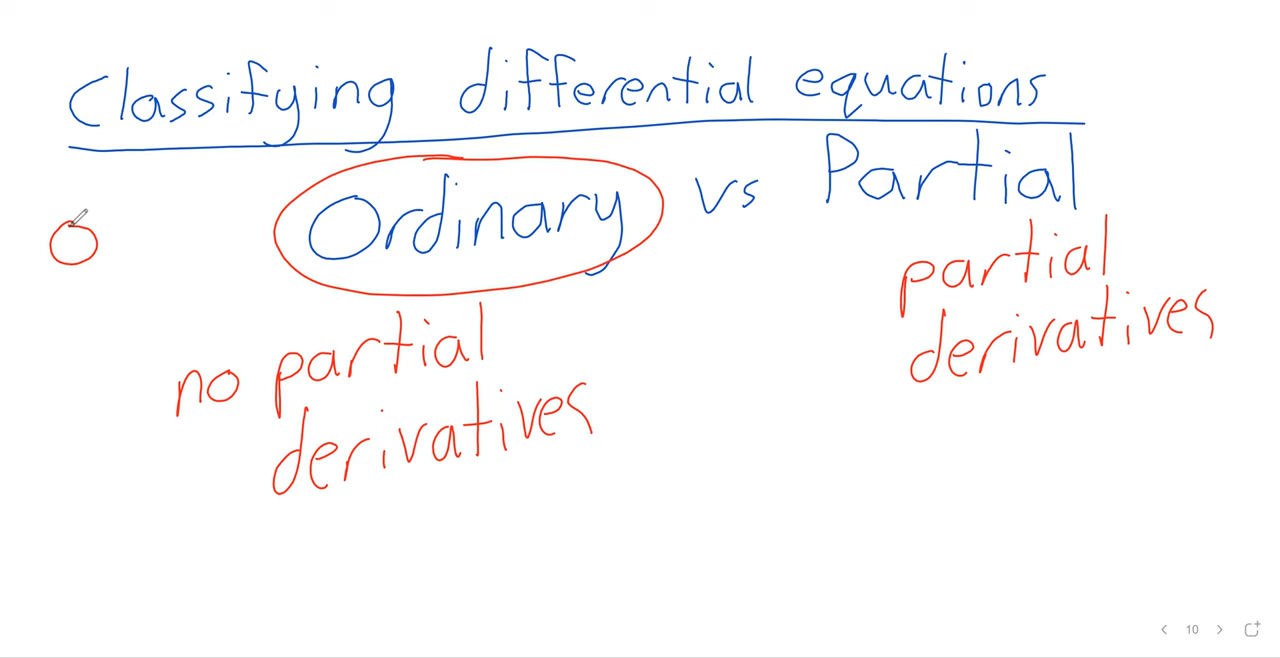 Classifying differential equations
Ordinary vs Partial
O
no partial
derivatives
partial
derivatives
10